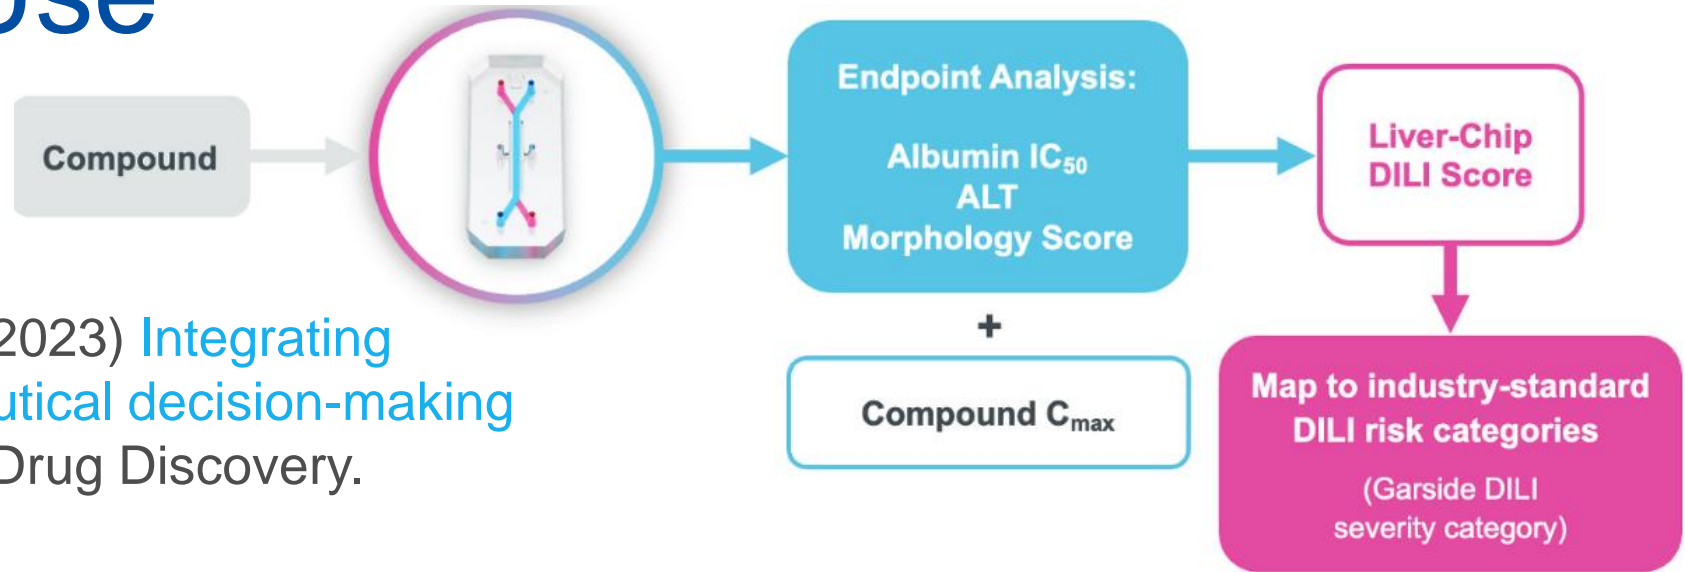 Use
Compound
Endpoint Analysis:
Albumin IC₅₀
ALT
Morphology Score
+
Compound Cₘₐₓ
Liver-Chip
DILI Score
Map to industry-standard
DILI risk categories
(Garside DILI
severity category)
2023) Integrating
utical decision-making
Drug Discovery.